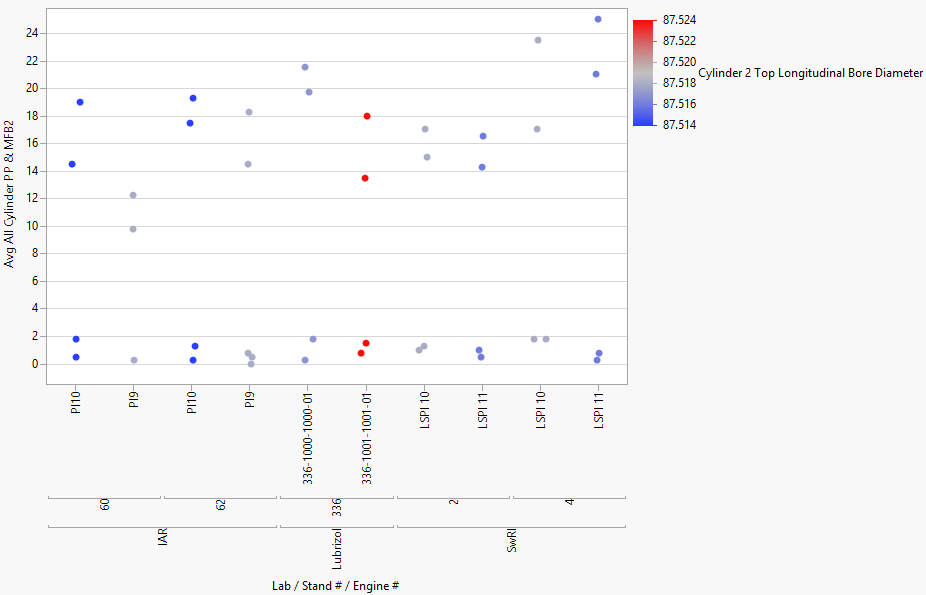 87.524
87.522
87.520
87.518
87.516
87.514
Cylinder 2 Top Longitudinal Bore Diameter
Avg All Cylinder PP & MFB2
24
22
20
18
16
14
12
10
8
6
4
2
0
PI10
PI9
PI10
PI9
336-1000-1000-01
336-1001-1001-01
LSPI 10
LSPI 11
LSPI 10
LSPI 11
60
62
336
2
4
IAR
Lubrizol
SwRI
Lab / Stand # / Engine #